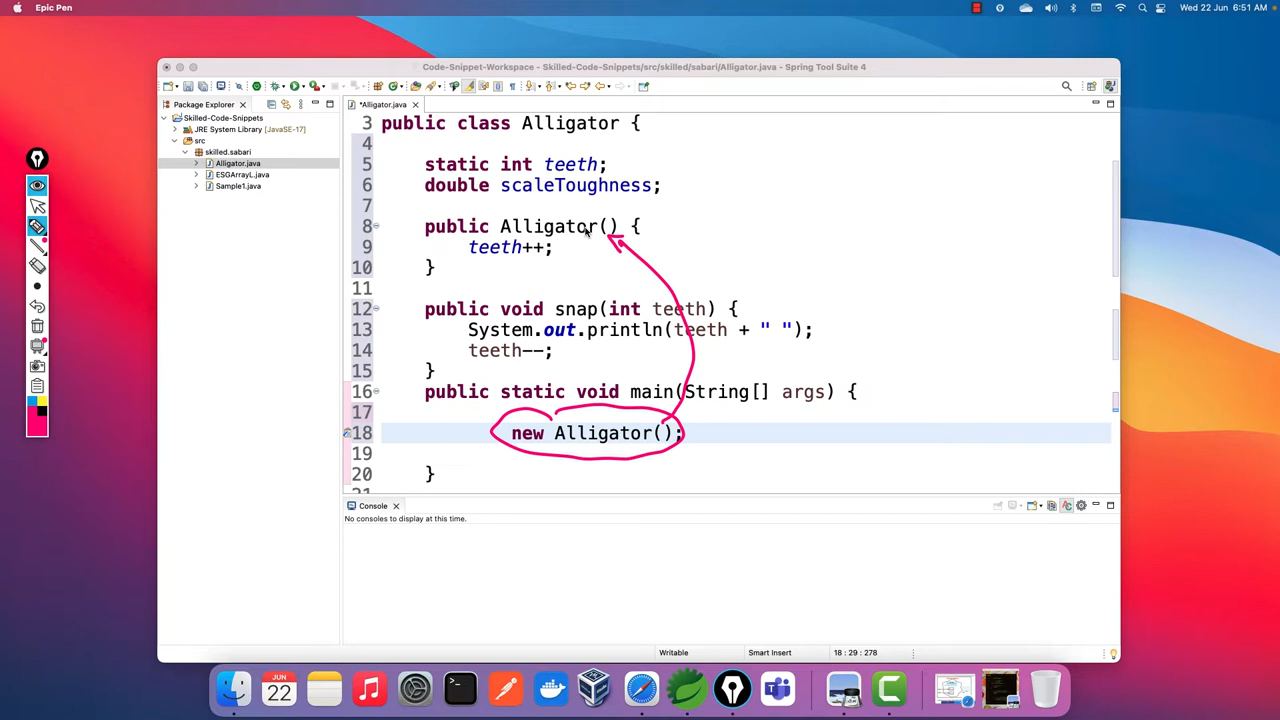 Epic Pen
Wed 22 Jun 6:51 AM
Code-Snippet-Workspace - Skilled-Code-Snippets/src/skilled/sabari/Alligator.java - Spring Tool Suite 4
Package Explorer
*Alligator.java
Skilled-Code-Snippets
JRE System Library [JavaSE-17]
src
skilled.sabari
Alligator.java
ESGArrayL.java
Sample1.java
3 public class Alligator {
4
5 static int teeth;
6 double scaleToughness;
7
8 public Alligator() {
9 teeth++;
10 }
11
12 public void snap(int teeth) {
13 System.out.println(teeth + " ");
14 teeth--;
15 }
16 public static void main(String[] args) {
17
18 new Alligator();
19
20 }
Console
No consoles to display at this time.
Writable
Smart Insert
18 : 29 : 278
JUN
22